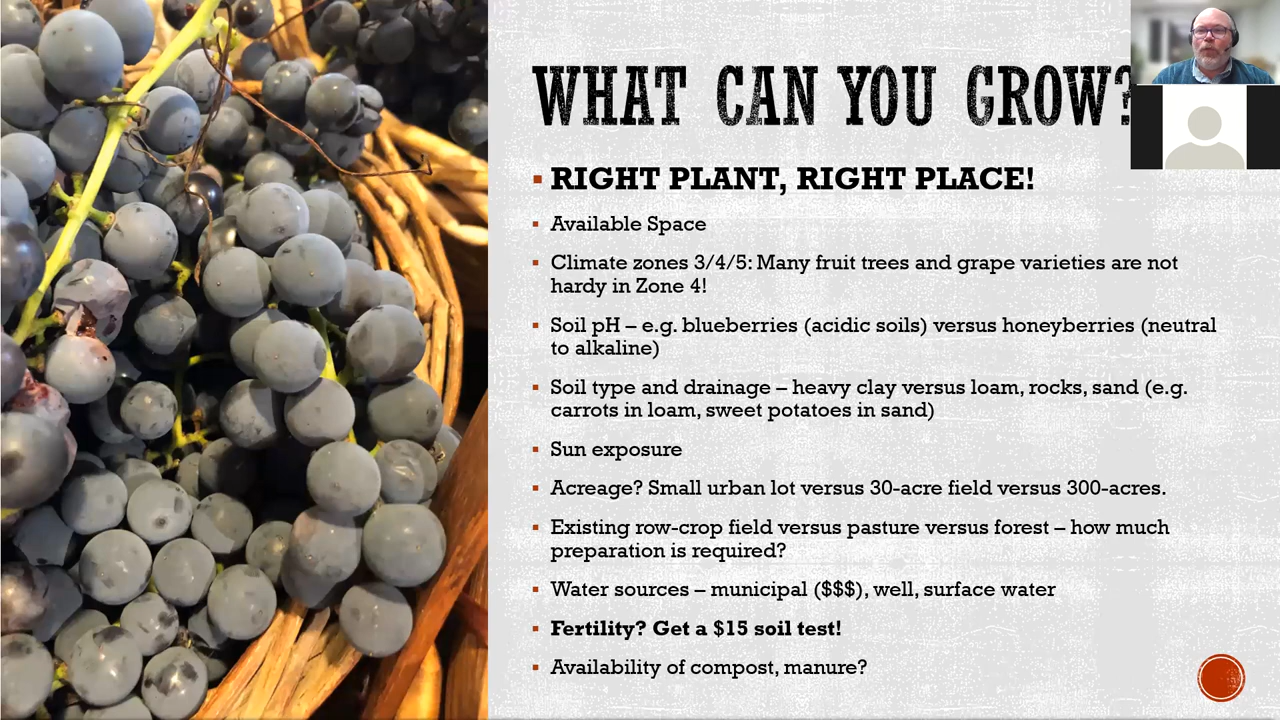 WHAT CAN YOU GROW?
RIGHT PLANT, RIGHT PLACE!
Available Space
Climate zones 3/4/5: Many fruit trees and grape varieties are not
hardy in Zone 4!
Soil pH – e.g. blueberries (acidic soils) versus honeyberries (neutral
to alkaline)
Soil type and drainage – heavy clay versus loam, rocks, sand (e.g.
carrots in loam, sweet potatoes in sand)
Sun exposure
Acreage? Small urban lot versus 30-acre field versus 300-acres.
Existing row-crop field versus pasture versus forest – how much
preparation is required?
Water sources – municipal ($$$), well, surface water
Fertility? Get a $15 soil test!
Availability of compost, manure?